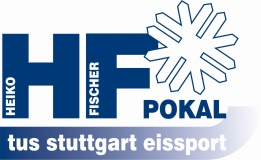 HEIKO HF FISCHER
POKAL
tus stuttgart eissport